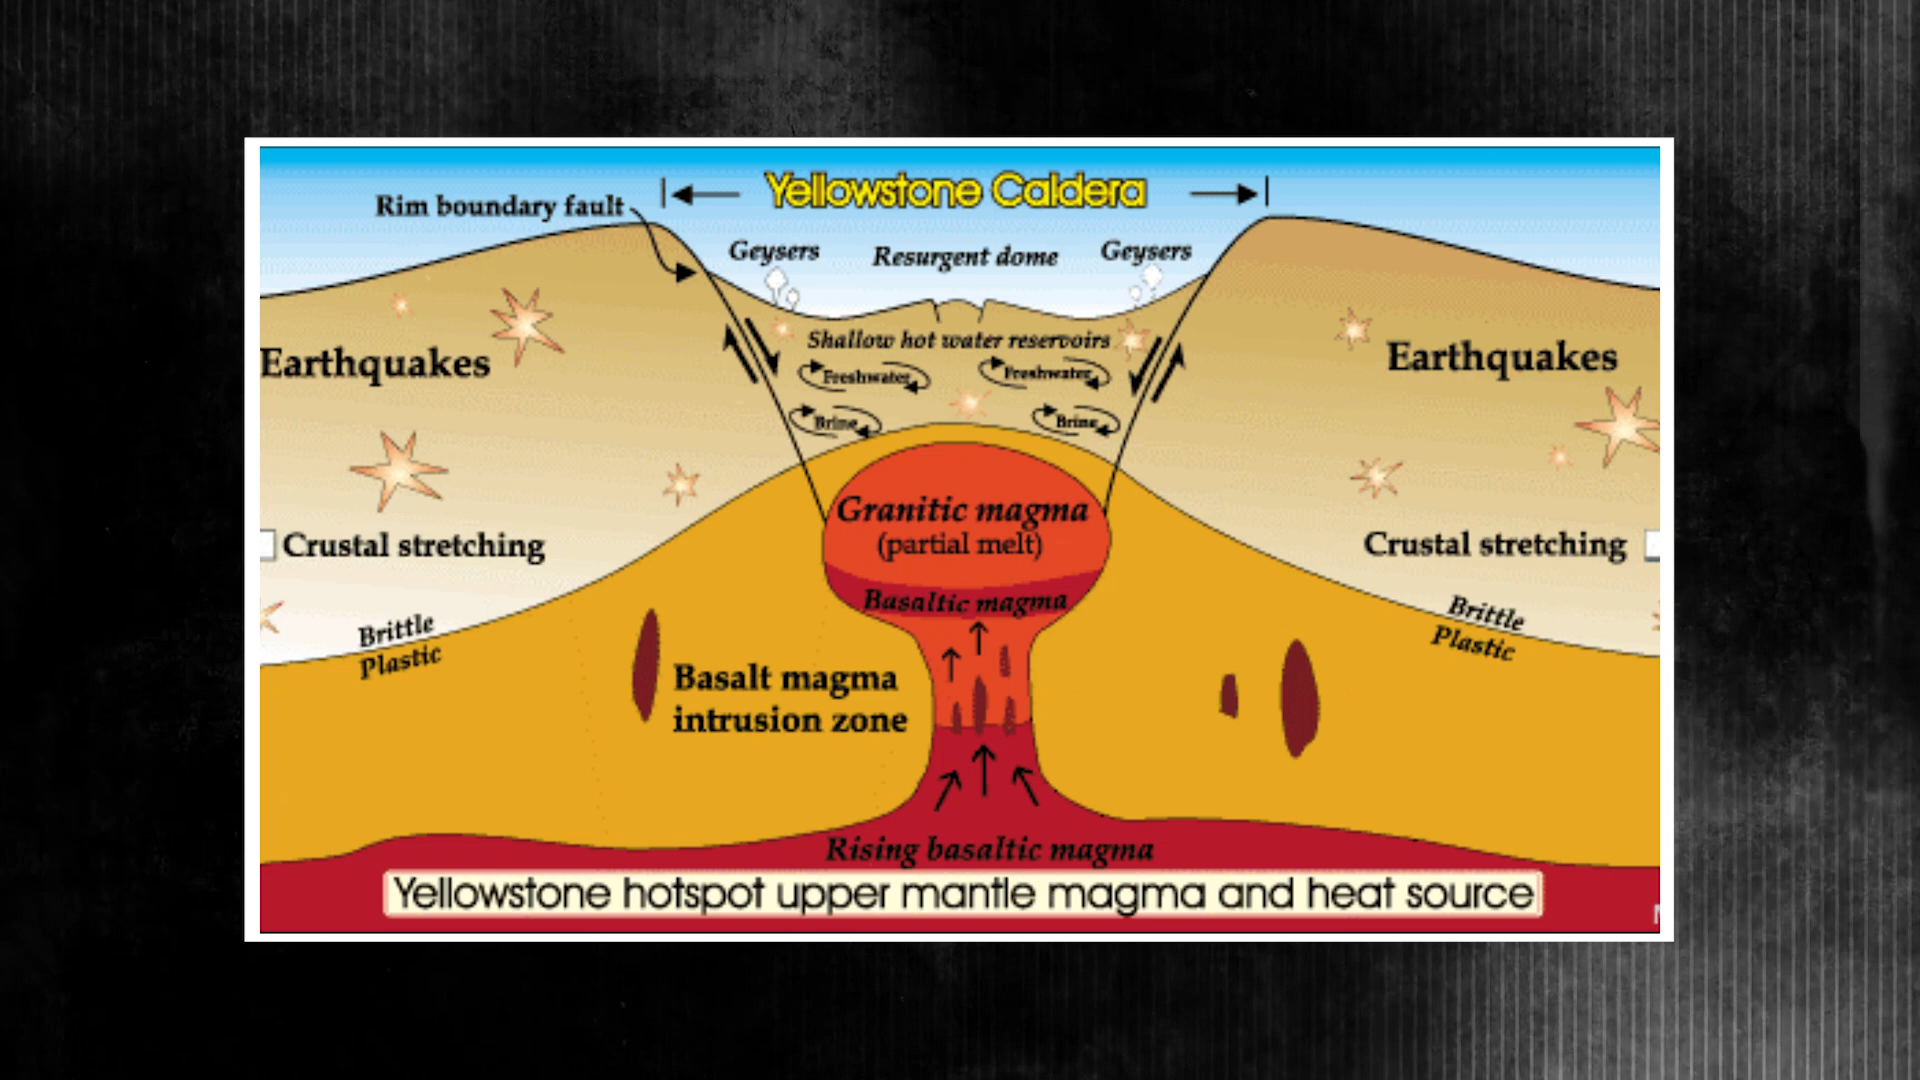 Yellowstone Caldera
Rim boundary fault
Geysers
Resurgent dome
Geysers
Shallow hot water reservoirs
Freshwater
Freshwater
Brine
Brine
Earthquakes
Earthquakes
Granitic magma
(partial melt)
Crustal stretching
Crustal stretching
Basaltic magma
Brittle
Plastic
Brittle
Plastic
Basalt magma
intrusion zone
Rising basaltic magma
Yellowstone hotspot upper mantle magma and heat source